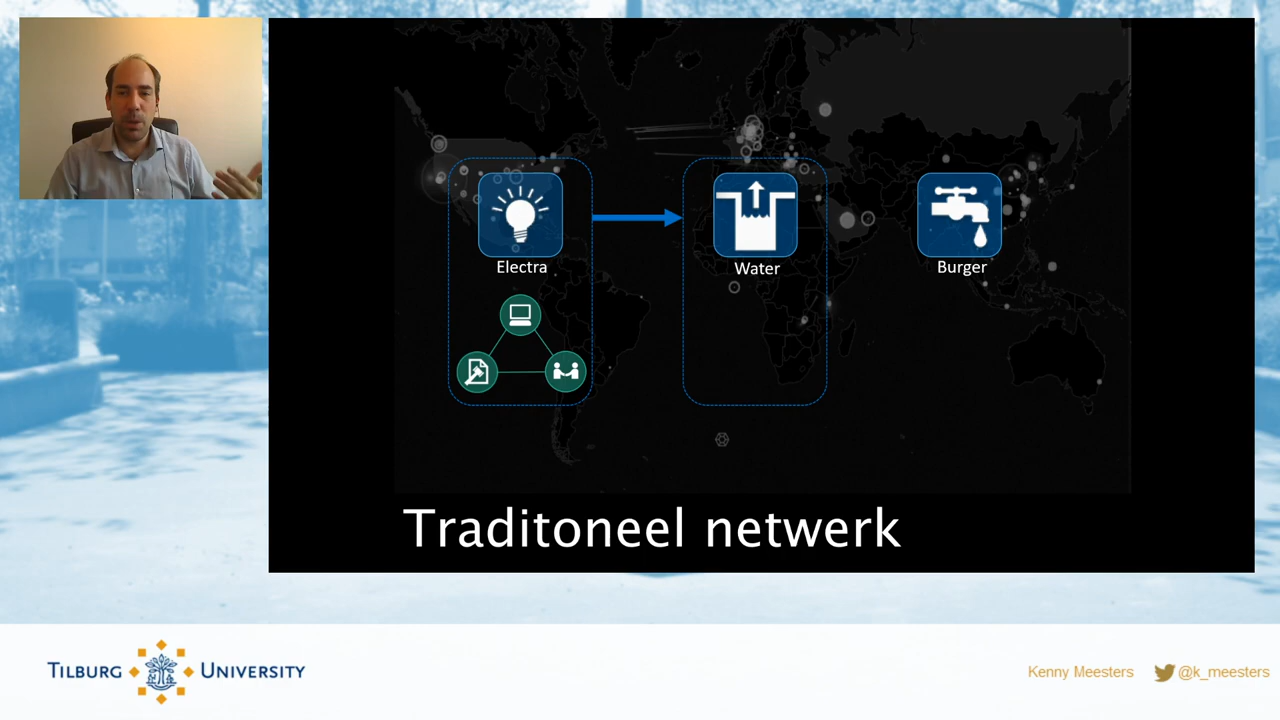 Electra
Water
Burger
Traditoneel netwerk
TILBURG UNIVERSITY
Kenny Meesters
@k_meesters